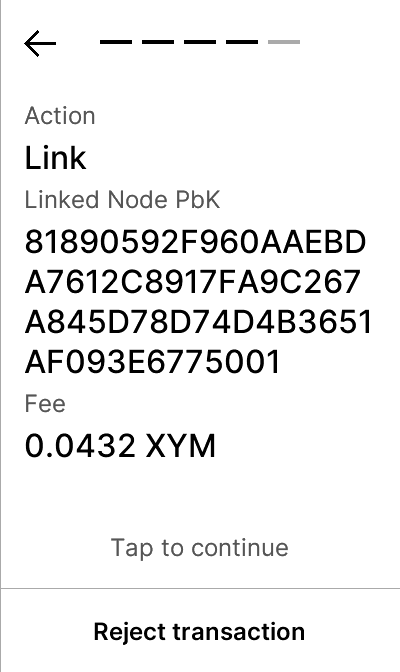 Action
Link
Linked Node PbK
81890592F960AAEBD
A7612C8917FA9C267
A845D78D74D4B3651
AF093E6775001
Fee
0.0432 XYM
Tap to continue
Reject transaction